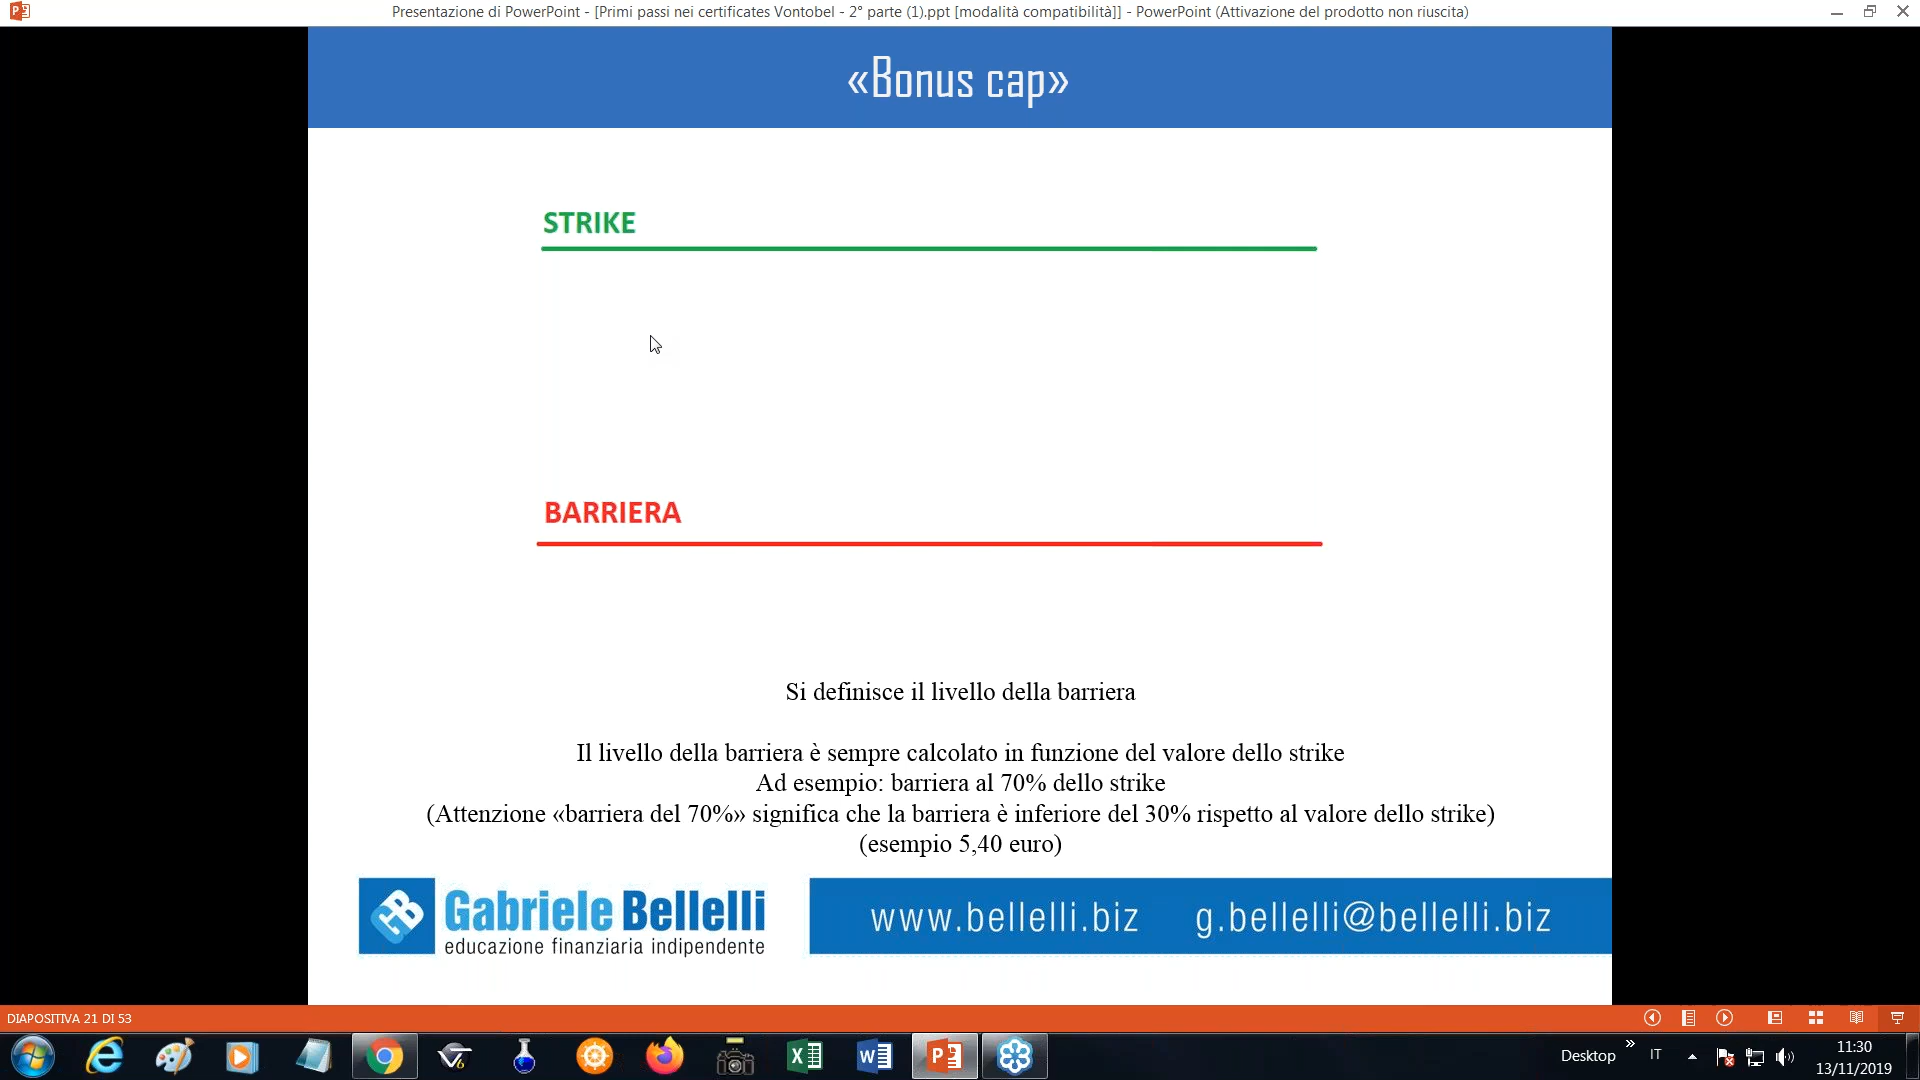 Presentazione di PowerPoint - [Primi passi nei certificates Vontobel - 2° parte (1).ppt [modalità compatibilità]] - PowerPoint (Attivazione del prodotto non riuscita)
«Bonus cap»
STRIKE
BARRIERA
Si definisce il livello della barriera
Il livello della barriera è sempre calcolato in funzione del valore dello strike
Ad esempio: barriera al 70% dello strike
(Attenzione «barriera del 70%» significa che la barriera è inferiore del 30% rispetto al valore dello strike)
(esempio 5,40 euro)
Gabriele Bellelli
educazione finanziaria indipendente
www.bellelli.biz g.bellelli@bellelli.biz
DIAPOSITIVA 21 DI 53
Desktop
IT
11:30
13/11/2019